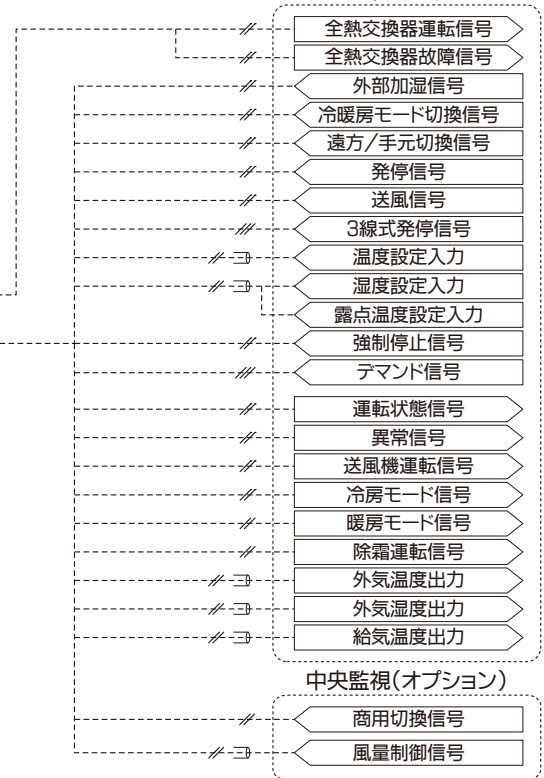 全熱交換器運転信号
全熱交換器故障信号
外部加湿信号
冷暖房モード切換信号
遠方/手元切換信号
発停信号
送風信号
3線式発停信号
温度設定入力
湿度設定入力
露点温度設定入力
強制停止信号
デマンド信号
運転状態信号
異常信号
送風機運転信号
冷房モード信号
暖房モード信号
除霜運転信号
外気温度出力
外気湿度出力
給気温度出力
中央監視(オプション)
商用切換信号
風量制御信号